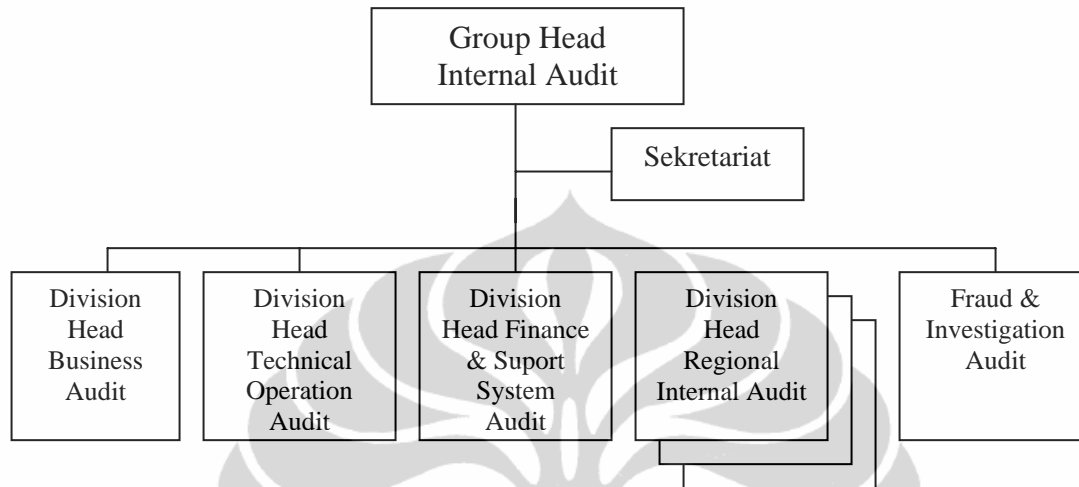 Group Head
Internal Audit
Sekretariat
Division
Head
Business
Audit
Division
Head
Technical
Operation
Audit
Division
Head Finance
& Suport
System
Audit
Division
Head
Regional
Internal Audit
Fraud &
Investigation
Audit